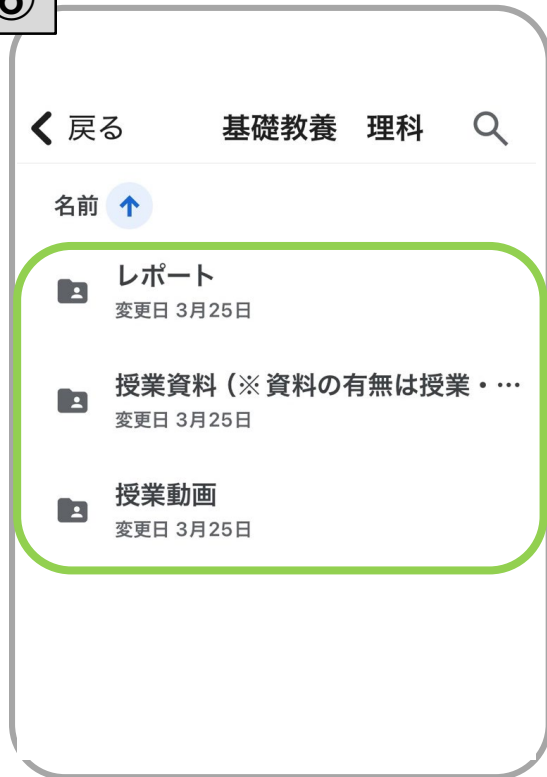 戻る 基礎教養 理科
名前
レポート
変更日 3月25日
授業資料（※資料の有無は授業・…
変更日 3月25日
授業動画
変更日 3月25日